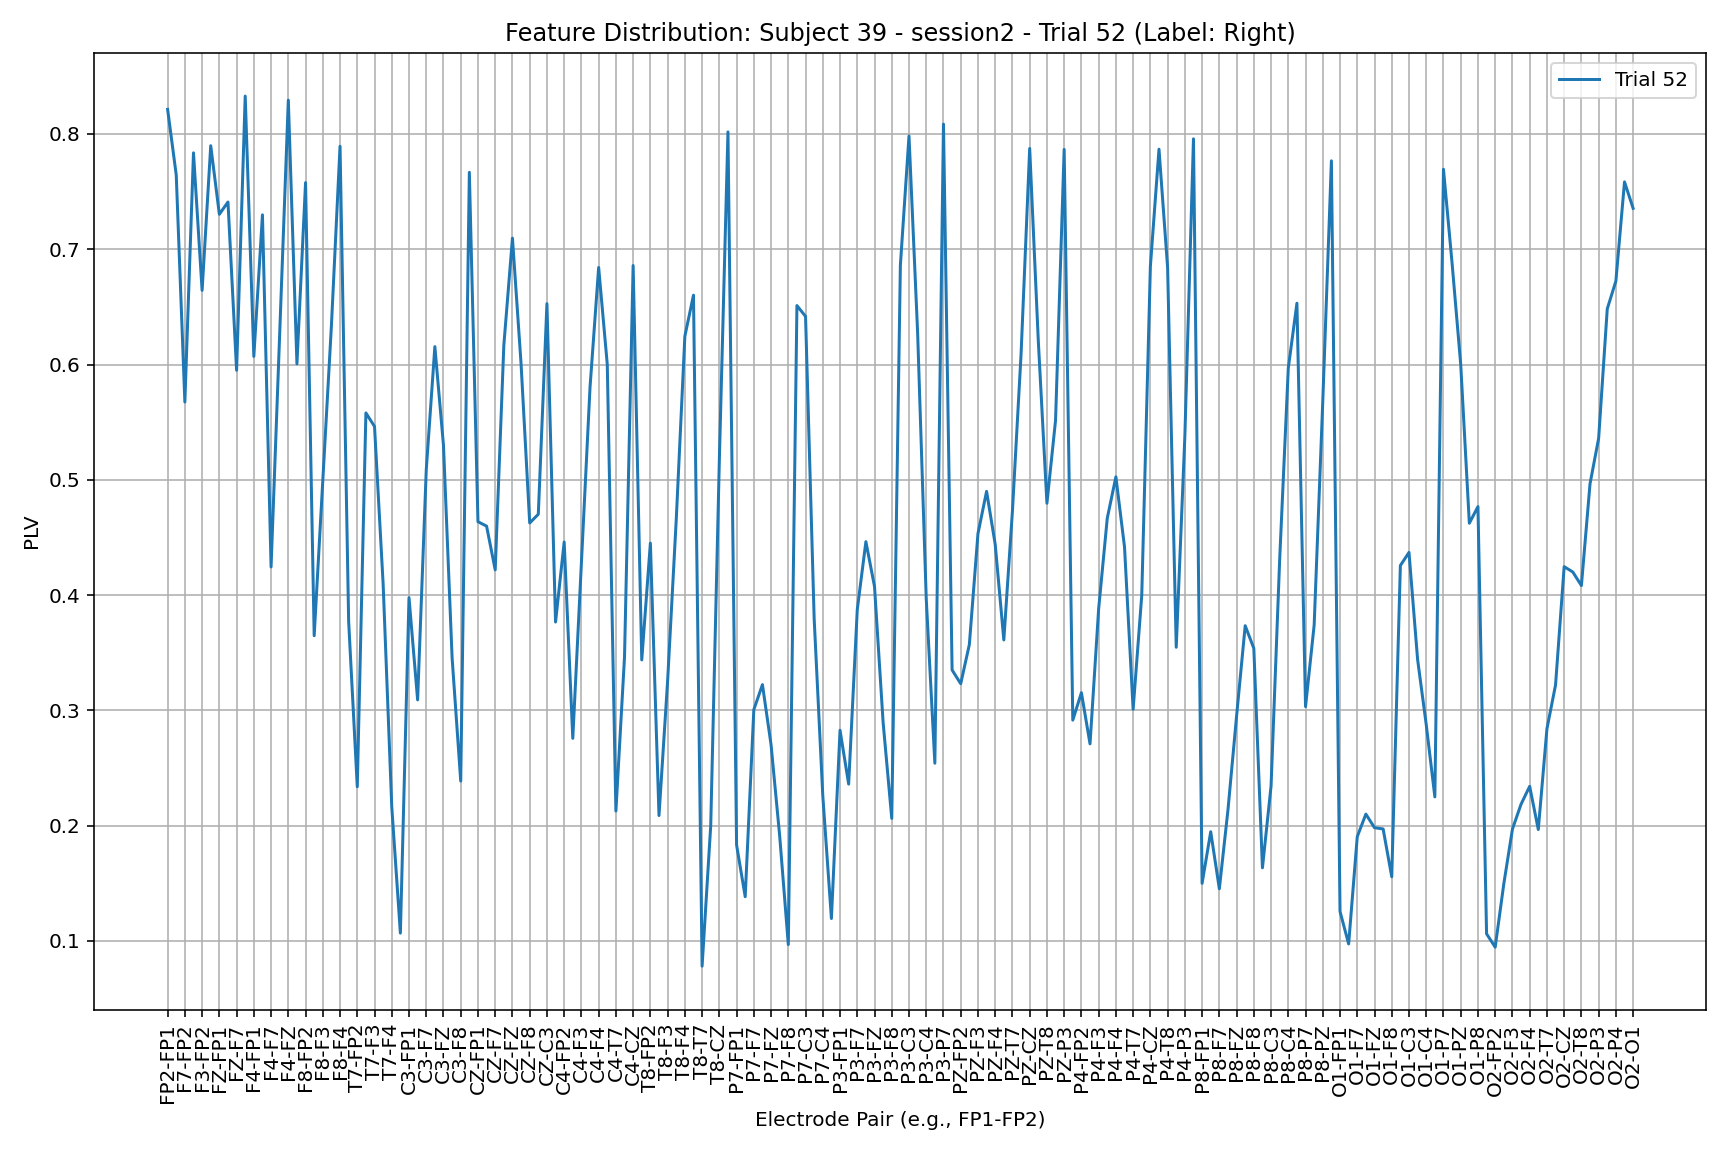 Feature Distribution: Subject 39 - session2 - Trial 52 (Label: Right)
Trial 52
PLV
0.8
0.7
0.6
0.5
0.4
0.3
0.2
0.1
FP2-FP1
F7-FP2
F3-FP2
FZ-FP1
FZ-F7
F4-FP1
F4-F7
F4-FZ
F8-FP2
F8-F3
F8-F4
T7-FP2
T7-F3
T7-F4
C3-FP1
C3-F7
C3-FZ
C3-F8
CZ-FP1
CZ-F7
CZ-FZ
CZ-F8
CZ-C3
C4-FP2
C4-F3
C4-F4
C4-T7
C4-CZ
T8-FP2
T8-F3
T8-F4
T8-T7
T8-CZ
P7-FP1
P7-F7
P7-FZ
P7-F8
P7-C3
P7-C4
P3-FP1
P3-F7
P3-FZ
P3-F8
P3-C3
P3-C4
P3-P7
PZ-FP2
PZ-F3
PZ-F4
PZ-T7
PZ-CZ
PZ-T8
PZ-P3
P4-FP2
P4-F3
P4-F4
P4-T7
P4-CZ
P4-T8
P4-P3
P8-FP1
P8-F7
P8-FZ
P8-F8
P8-C3
P8-C4
P8-P7
P8-PZ
O1-FP1
O1-F7
O1-FZ
O1-F8
O1-C3
O1-C4
O1-P7
O1-PZ
O1-P8
O2-FP2
O2-F3
O2-F4
O2-T7
O2-CZ
O2-T8
O2-P3
O2-P4
O2-O1
Electrode Pair (e.g., FP1-FP2)